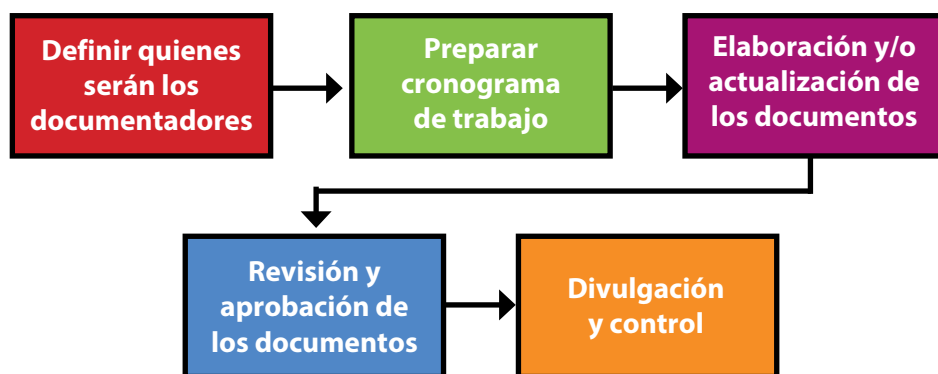 Definir quienes
serán los
documentadores
Preparar
cronograma
de trabajo
Elaboración y/o
actualización de
los documentos
Revisión y
aprobación de
los documentos
Divulgación
y control